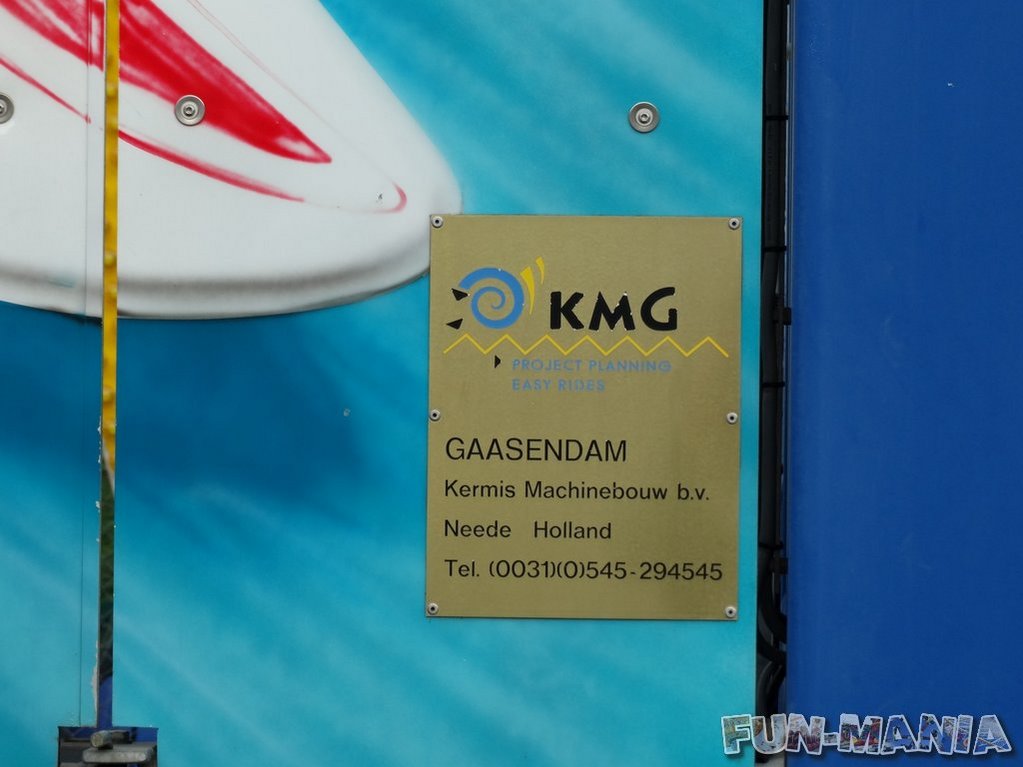 KMG
PROJECT PLANNING
EASY RIDES
GAASENDAM
Kermis Machinebouw b.v.
Neede Holland
Tel. (0031)(0)545-294545
FUN-MANIA